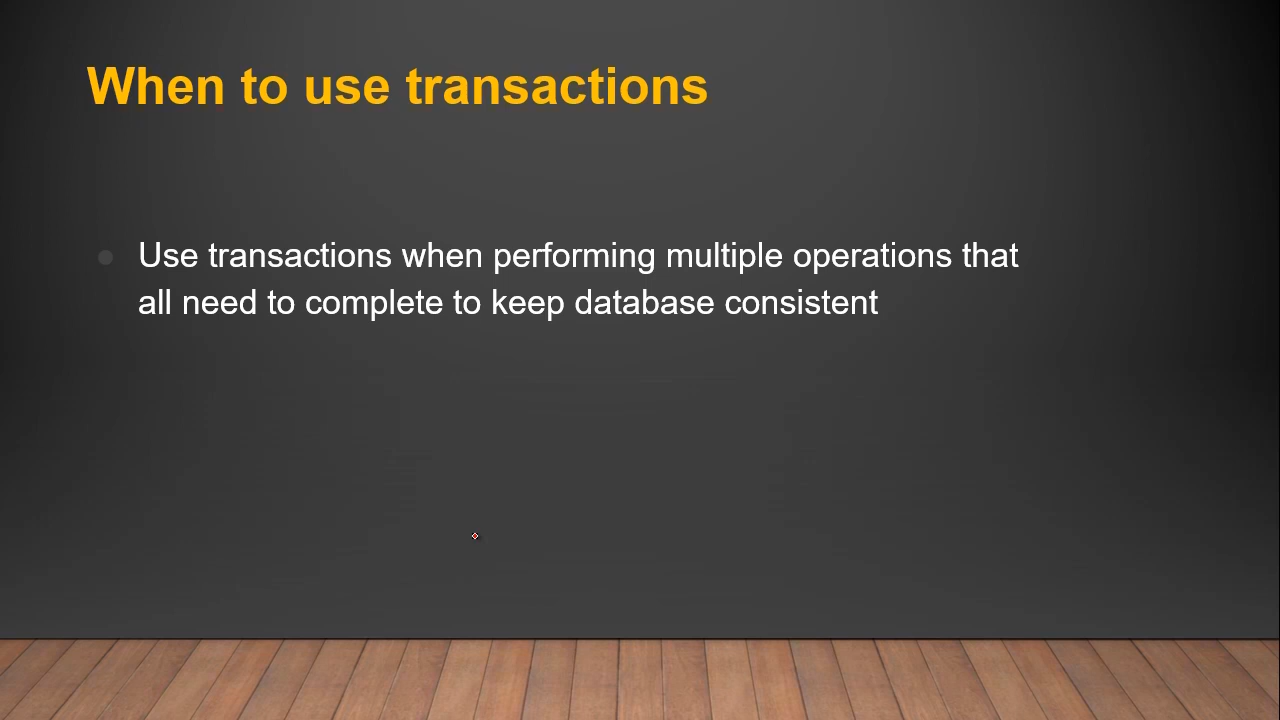 When to use transactions
Use transactions when performing multiple operations that
all need to complete to keep database consistent